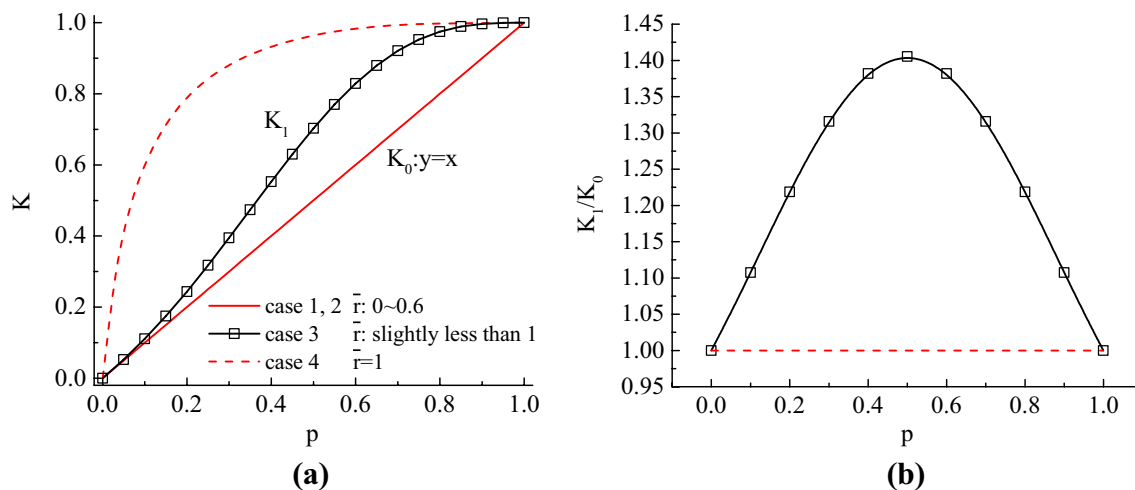 1.0
0.8
0.6
0.4
0.2
0.0
K
K1
K0:y=x
case 1, 2 r̄: 0~0.6
case 3 r̄: slightly less than 1
case 4 r̄=1
0.0 0.2 0.4 0.6 0.8 1.0
p
(a)
1.45
1.40
1.35
1.30
1.25
1.20
1.15
1.10
1.05
1.00
0.95
K1/K0
0.0 0.2 0.4 0.6 0.8 1.0
p
(b)